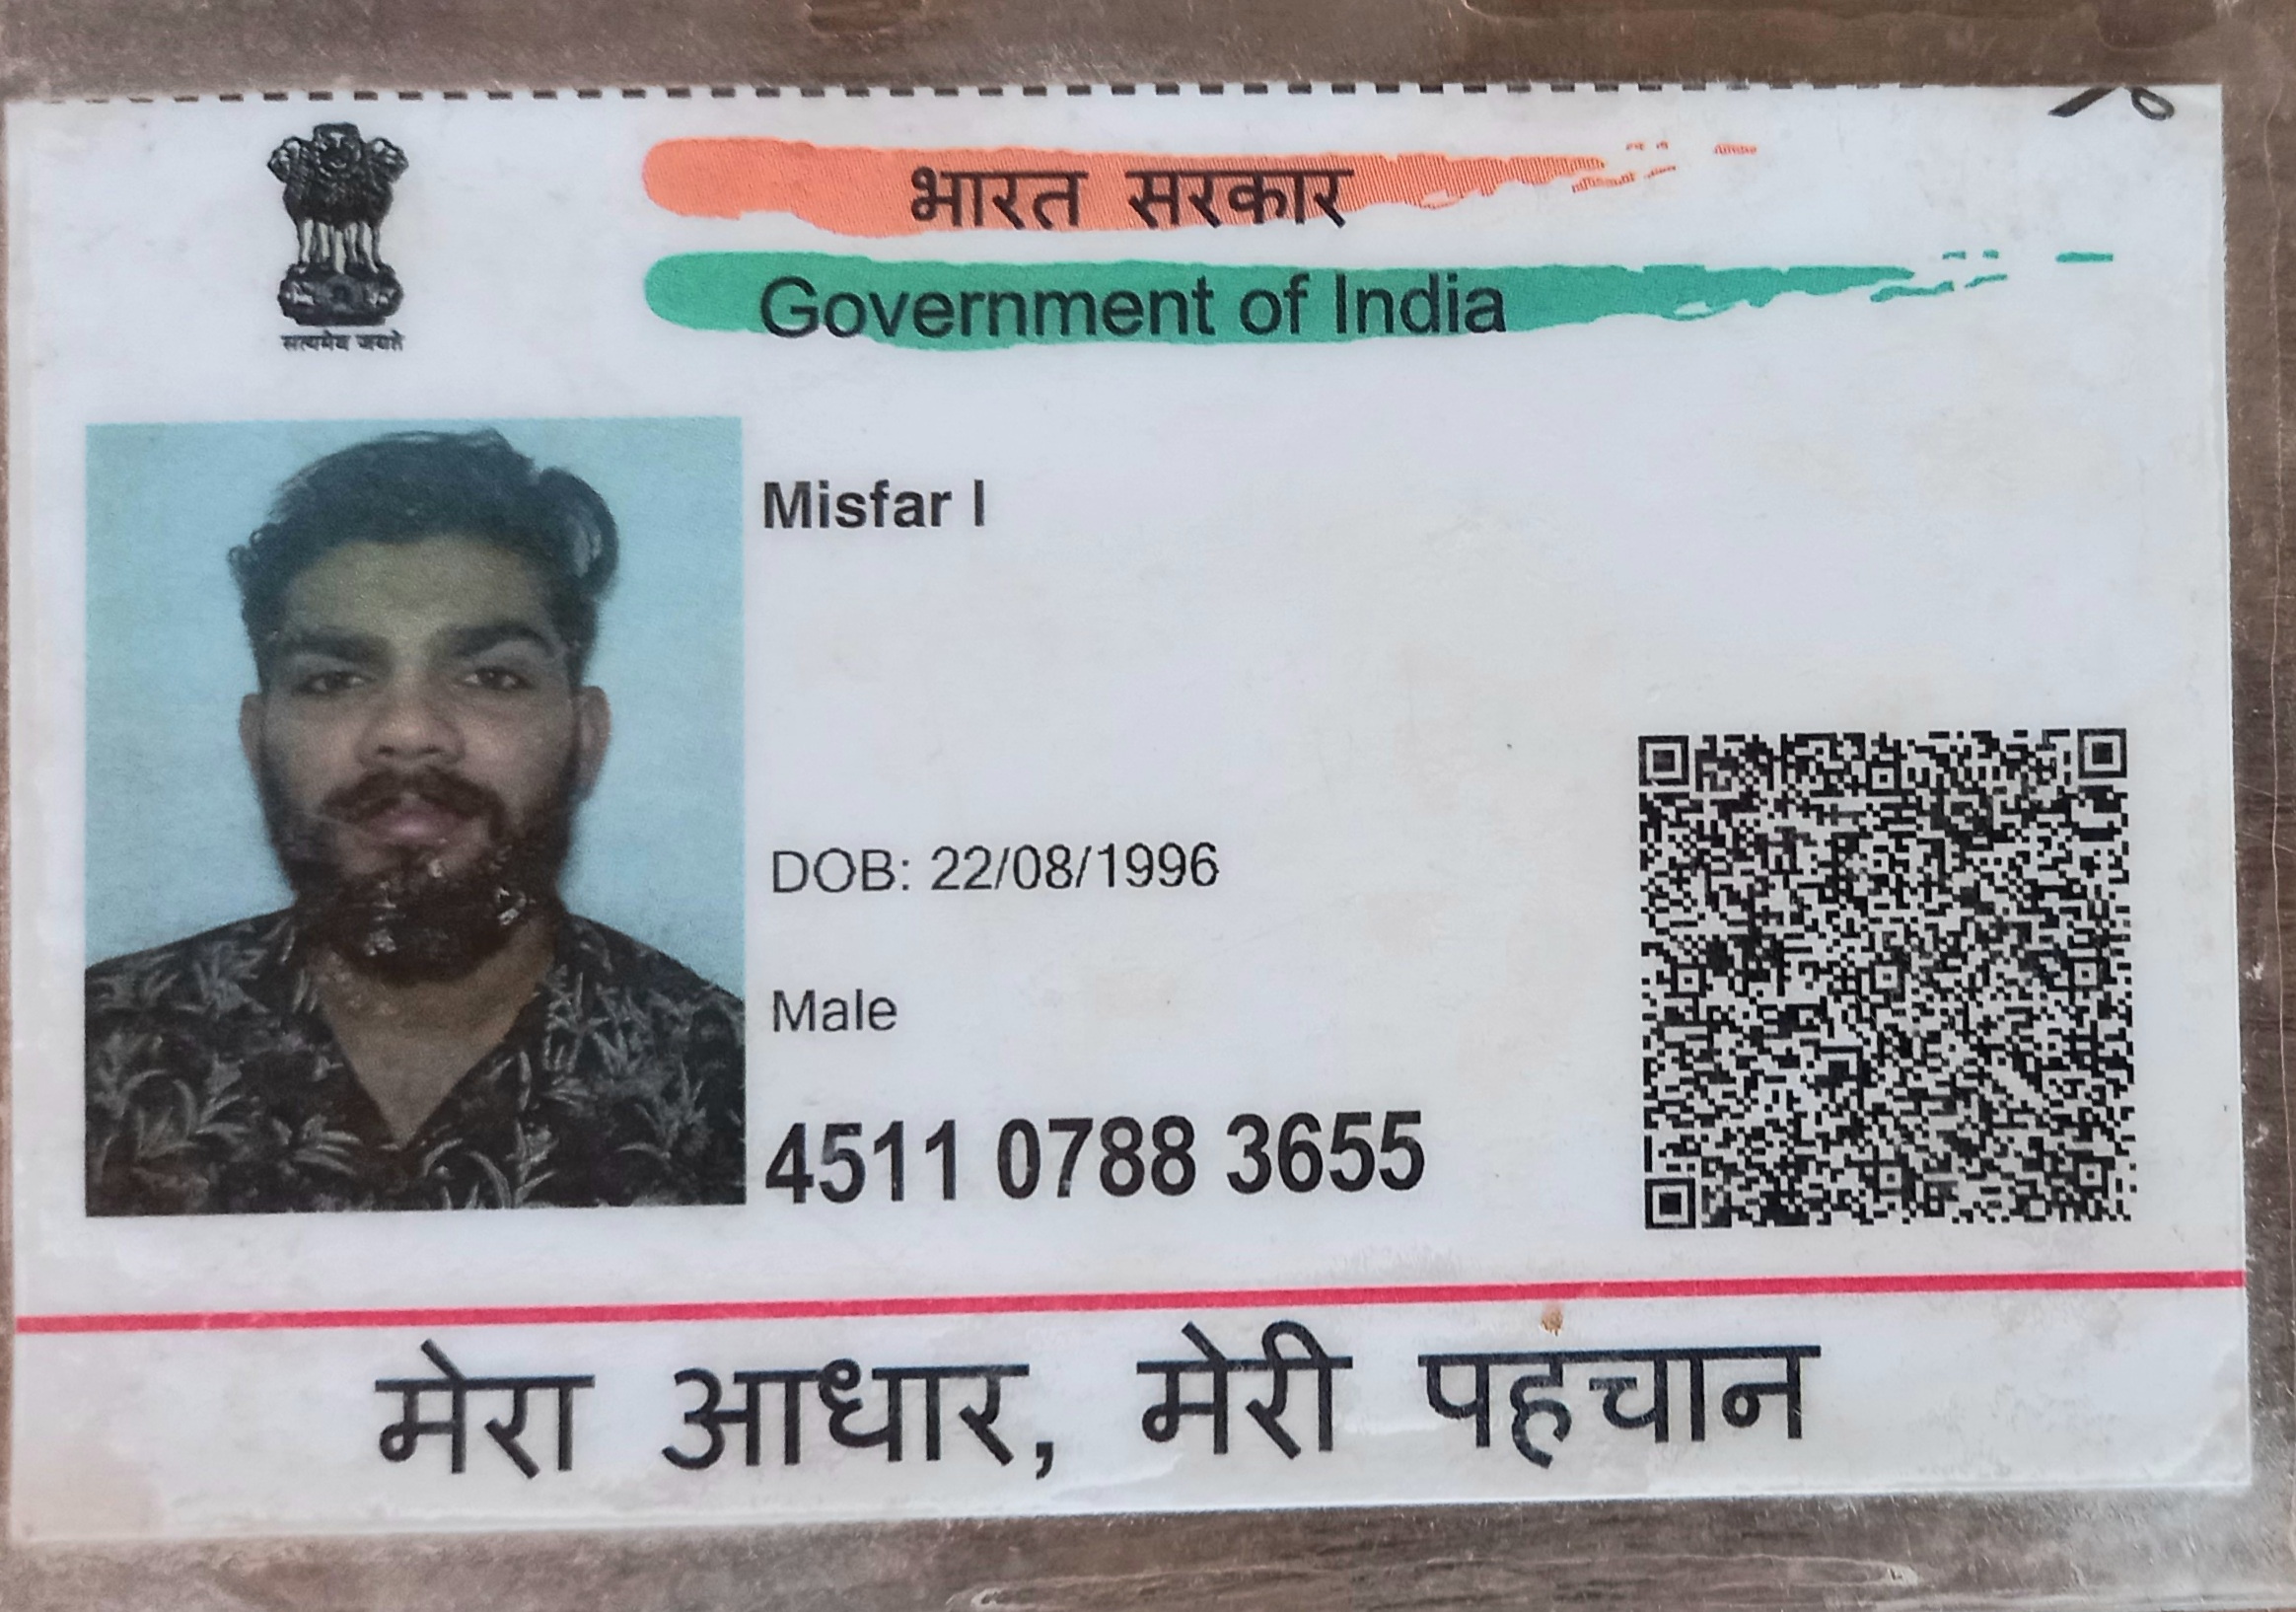 भारत सरकार
Government of India
सत्यमेव जयते
Misfar I
DOB: 22/08/1996
Male
4511 0788 3655
मेरा आधार, मेरी पहचान